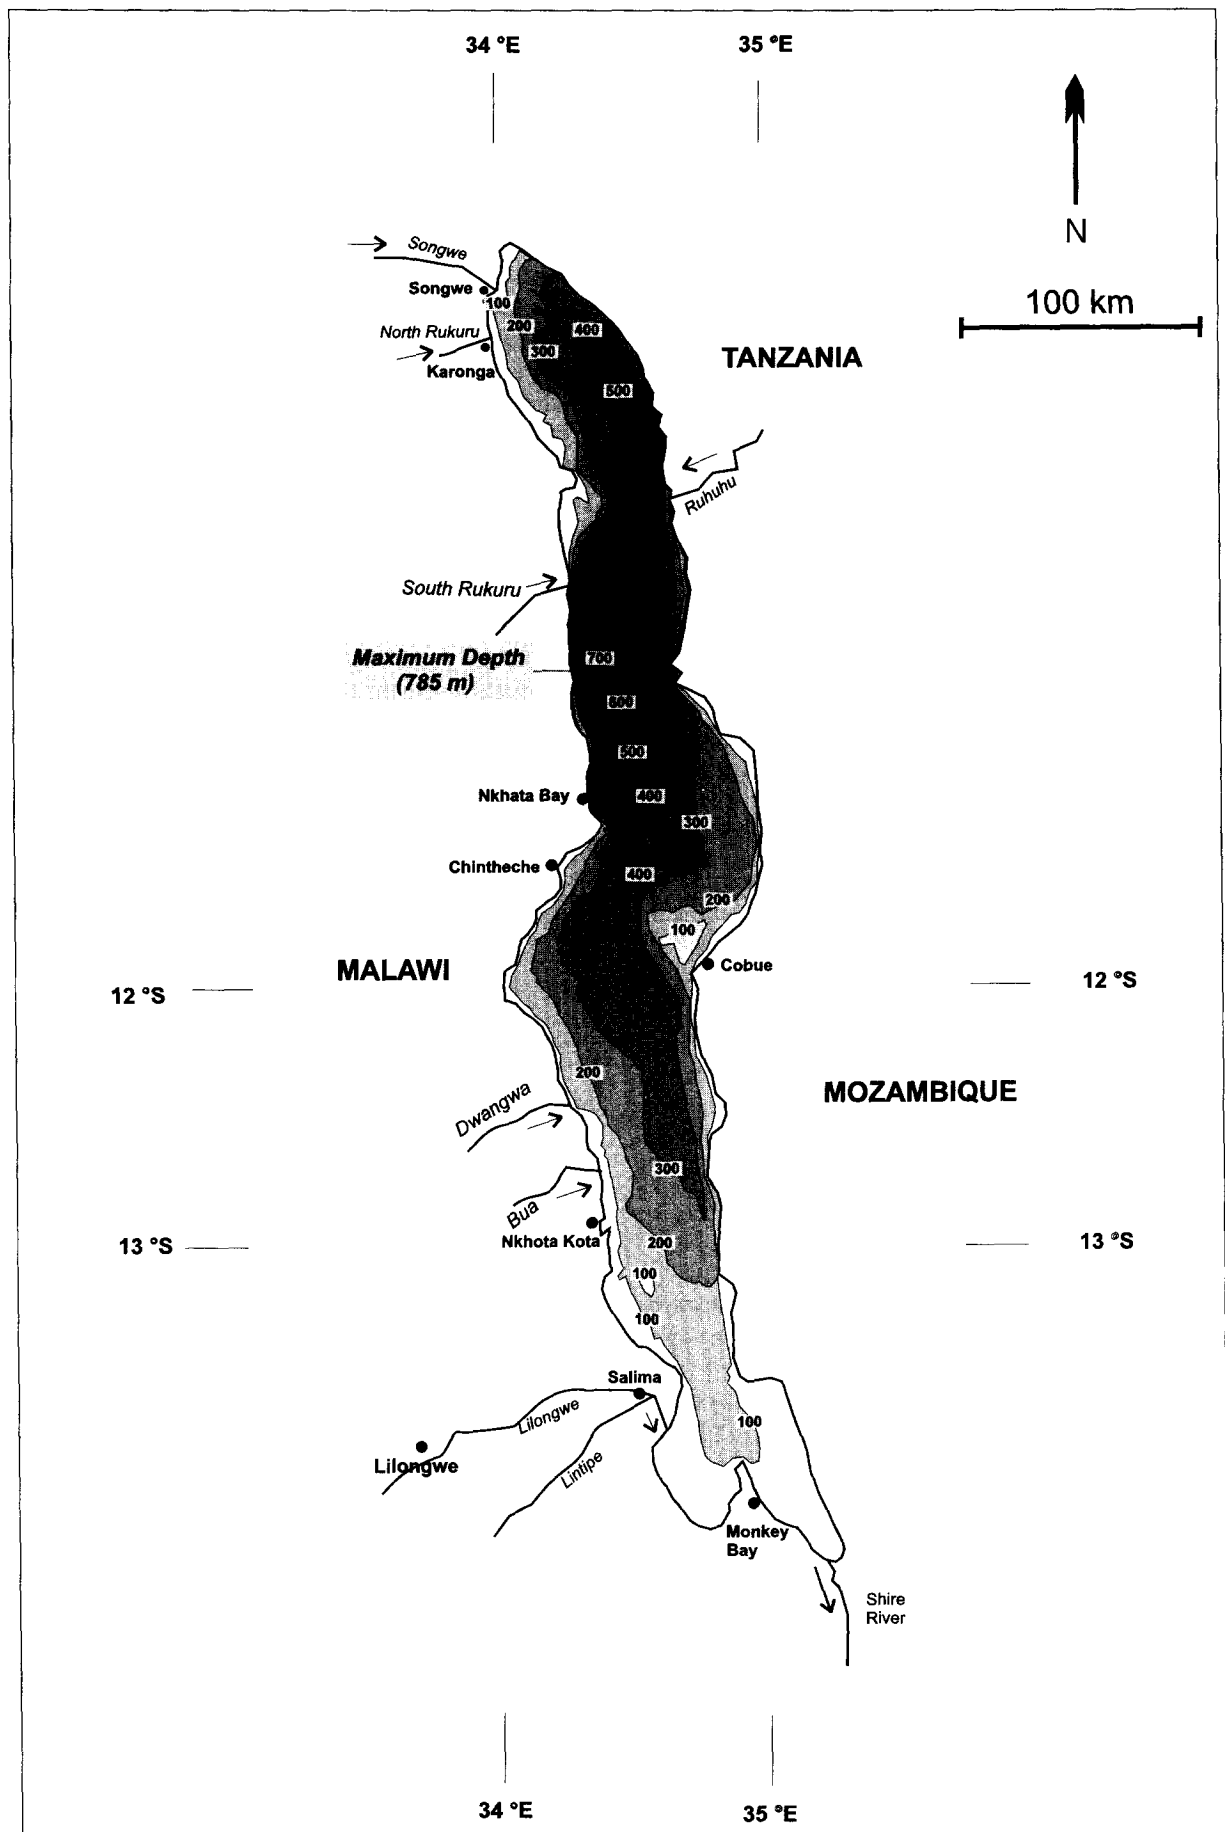 34 °E
35 °E
N
100 km
Songwe
Songwe
100
200
400
North Rukuru
300
Karonga
TANZANIA
500
Ruhuhu
South Rukuru
Maximum Depth
(785 m)
700
600
500
Nkhata Bay
400
300
Chintheche
400
200
100
MALAWI
Cobue
12 °S
12 °S
200
MOZAMBIQUE
Dwangwa
300
Bua
Nkhota Kota
200
13 °S
13 °S
100
100
Salima
Lilongwe
100
Lilongwe
Lintipe
Monkey
Bay
Shire
River
34 °E
35 °E